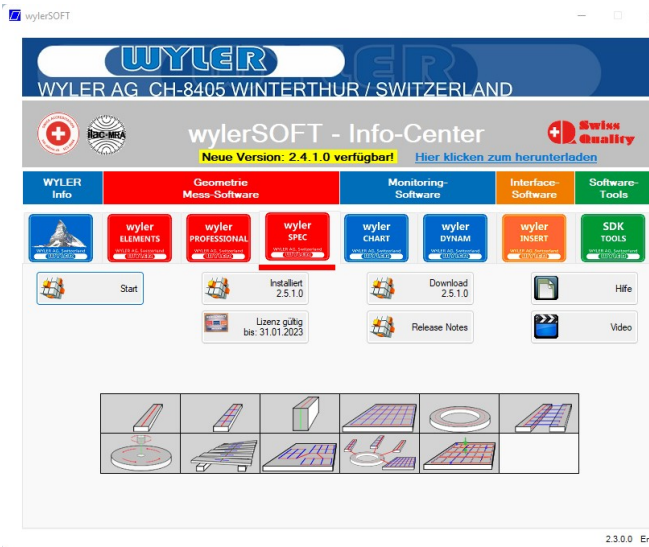 wylerSOFT
WYLER
WYLER AG CH-8405 WINTERTHUR / SWITZERLAND
ilac-MRA
wylerSOFT - Info-Center
Swiss
Quality
Neue Version: 2.4.1.0 verfügbar!
Hier klicken zum herunterladen
WYLER
Info
Geometrie
Mess-Software
Monitoring-
Software
Interface-
Software
Software-
Tools
wyler
ELEMENTS
wyler
PROFESSIONAL
wyler
SPEC
wyler
CHART
wyler
DYNAM
wyler
INSERT
SDK
TOOLS
Start
Installiert
2.5.1.0
Download
2.5.1.0
Hilfe
Lizenz gültig
bis: 31.01.2023
Release Notes
Video
2.3.0.0 Er